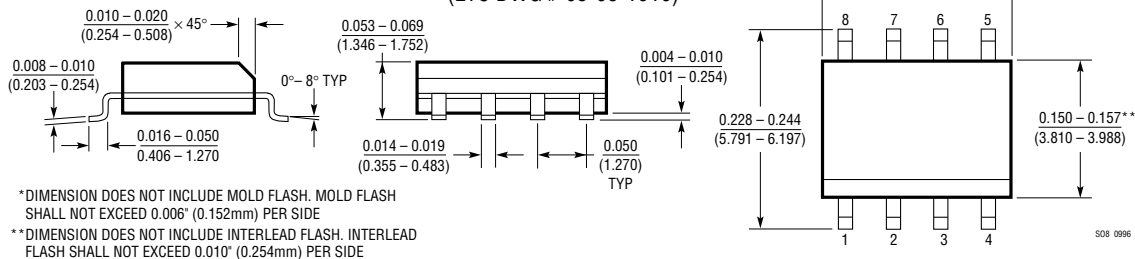 0.010 – 0.020
(0.254 – 0.508)
× 45°
0.008 – 0.010
(0.203 – 0.254)
0°– 8° TYP
0.016 – 0.050
0.406 – 1.270
0.053 – 0.069
(1.346 – 1.752)
0.004 – 0.010
(0.101 – 0.254)
0.014 – 0.019
(0.355 – 0.483)
0.050
(1.270)
TYP
8 7 6 5
0.228 – 0.244
(5.791 – 6.197)
0.150 – 0.157**
(3.810 – 3.988)
1 2 3 4
*DIMENSION DOES NOT INCLUDE MOLD FLASH. MOLD FLASH
SHALL NOT EXCEED 0.006" (0.152mm) PER SIDE
**DIMENSION DOES NOT INCLUDE INTERLEAD FLASH. INTERLEAD
FLASH SHALL NOT EXCEED 0.010" (0.254mm) PER SIDE
SO8 0996